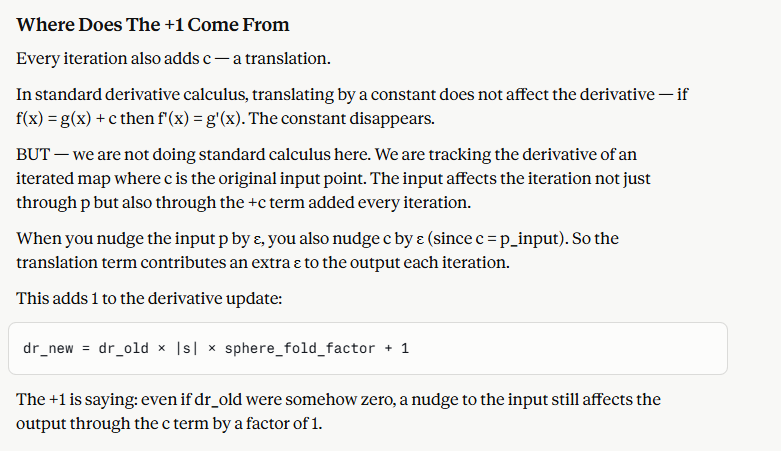 Where Does The +1 Come From
Every iteration also adds c — a translation.
In standard derivative calculus, translating by a constant does not affect the derivative — if
f(x) = g(x) + c then f'(x) = g'(x). The constant disappears.
BUT — we are not doing standard calculus here. We are tracking the derivative of an
iterated map where c is the original input point. The input affects the iteration not just
through p but also through the +c term added every iteration.
When you nudge the input p by ε, you also nudge c by ε (since c = p_input). So the
translation term contributes an extra ε to the output each iteration.
This adds 1 to the derivative update:
dr_new = dr_old × |s| × sphere_fold_factor + 1
The +1 is saying: even if dr_old were somehow zero, a nudge to the input still affects the
output through the c term by a factor of 1.